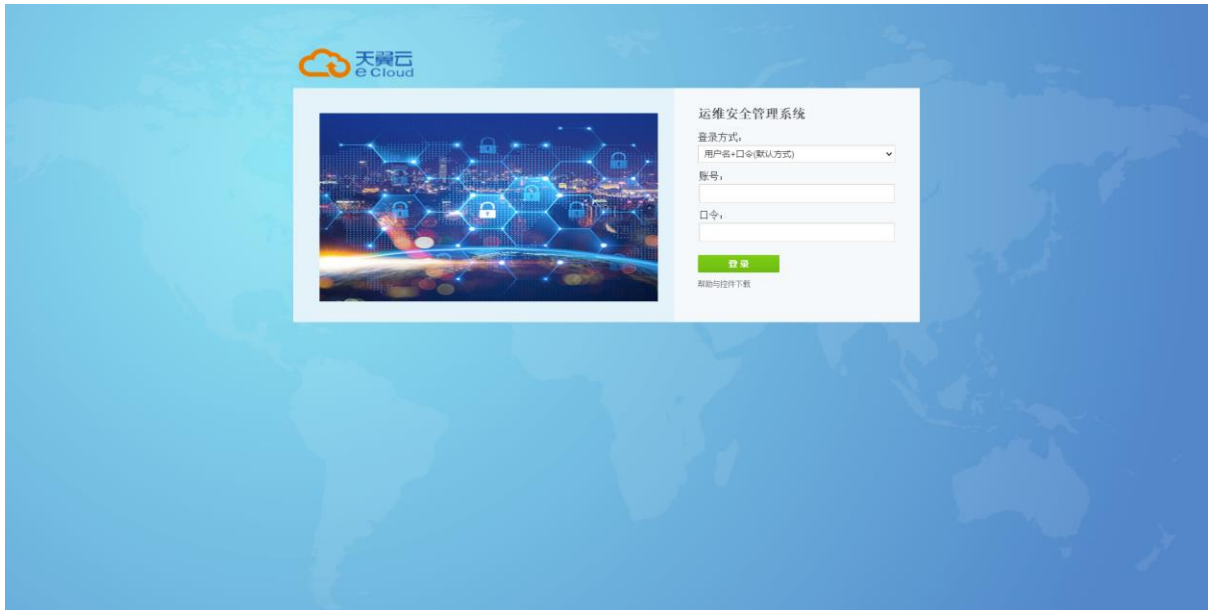 天翼云
e Cloud
运维安全管理系统
登录方式：
用户名+口令(默认方式)
账号：
口令：
登 录
帮助与控件下载